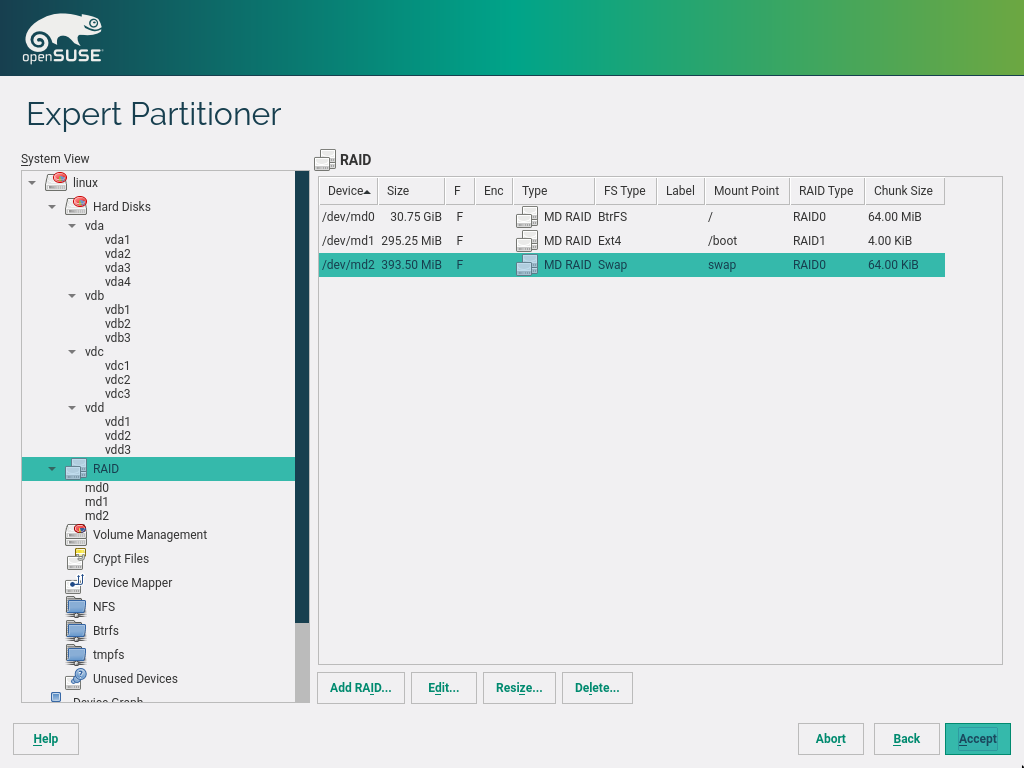 openSUSE
Expert Partitioner
System View
linux
Hard Disks
vda
vda1
vda2
vda3
vda4
vdb
vdb1
vdb2
vdb3
vdc
vdc1
vdc2
vdc3
vdd
vdd1
vdd2
vdd3
RAID
md0
md1
md2
Volume Management
Crypt Files
Device Mapper
NFS
Btrfs
tmpfs
Unused Devices
Device Graph
RAID
Device Size F Enc Type FS Type Label Mount Point RAID Type Chunk Size
/dev/md0 30.75 GiB F MD RAID BtrFS / RAID0 64.00 MiB
/dev/md1 295.25 MiB F MD RAID Ext4 /boot RAID1 4.00 KiB
/dev/md2 393.50 MiB F MD RAID Swap swap RAID0 64.00 KiB
Add RAID... Edit... Resize... Delete...
Help Abort Back Accept